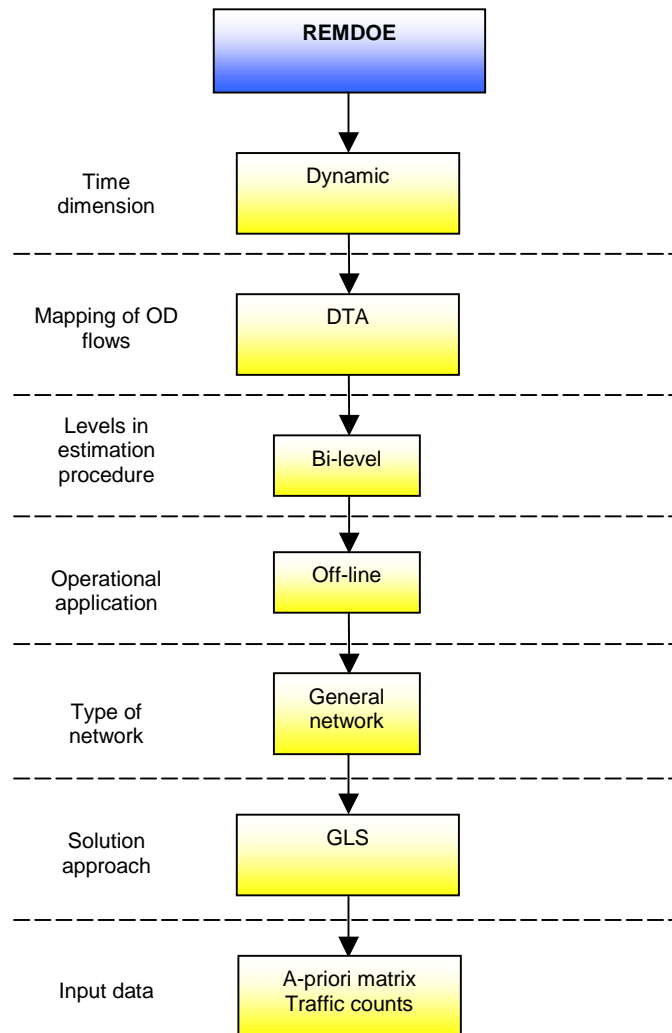 REMDOE
Time
dimension
Dynamic
Mapping of OD
flows
DTA
Levels in
estimation
procedure
Bi-level
Operational
application
Off-line
Type of
network
General
network
Solution
approach
GLS
Input data
A-priori matrix
Traffic counts